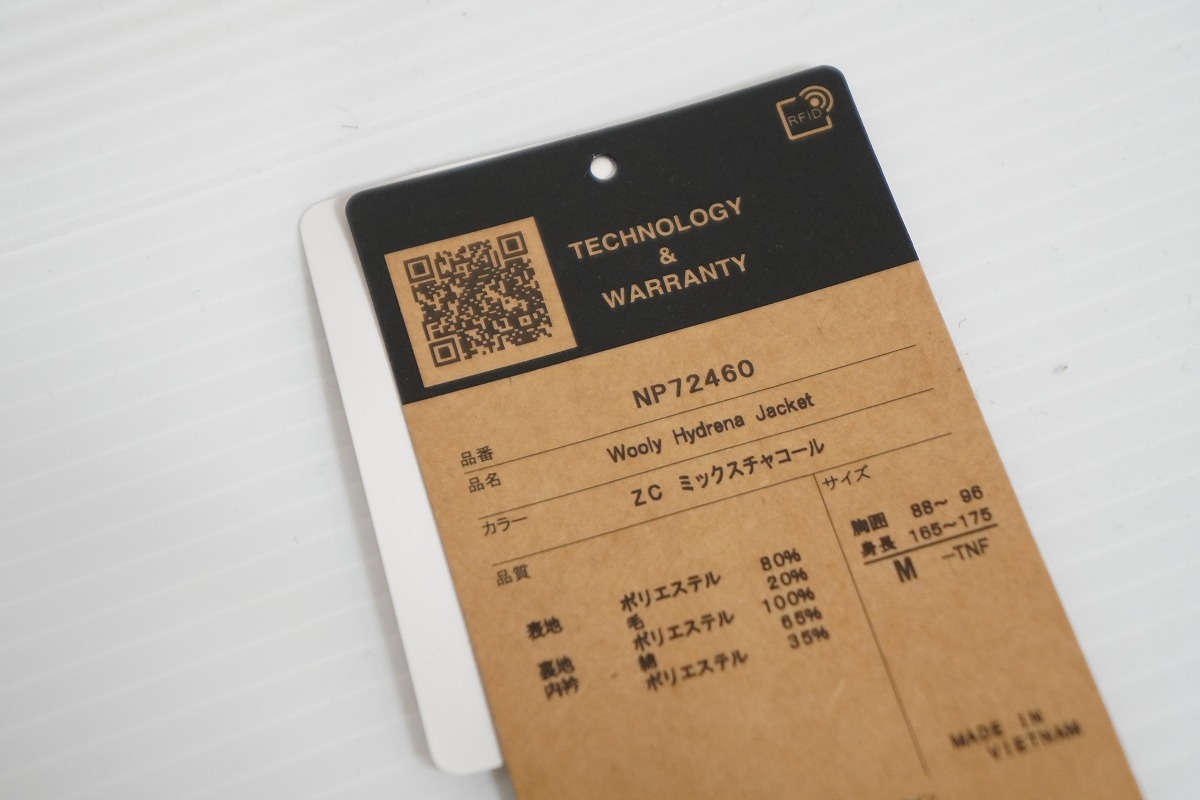 RFID
TECHNOLOGY
&
WARRANTY
品番 NP72460
品名 Wooly Hydrena Jacket
カラー ZC ミックスチャコール
品質
表地 ポリエステル 80%
毛 20%
裏地 ポリエステル 100%
内衿 綿 65%
ポリエステル 35%
サイズ
胸囲 88~ 96
身長 165~175
M -TNF
MADE IN
VIETNAM